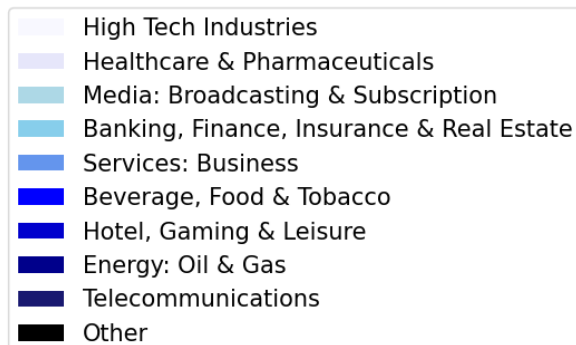 High Tech Industries
Healthcare & Pharmaceuticals
Media: Broadcasting & Subscription
Banking, Finance, Insurance & Real Estate
Services: Business
Beverage, Food & Tobacco
Hotel, Gaming & Leisure
Energy: Oil & Gas
Telecommunications
Other